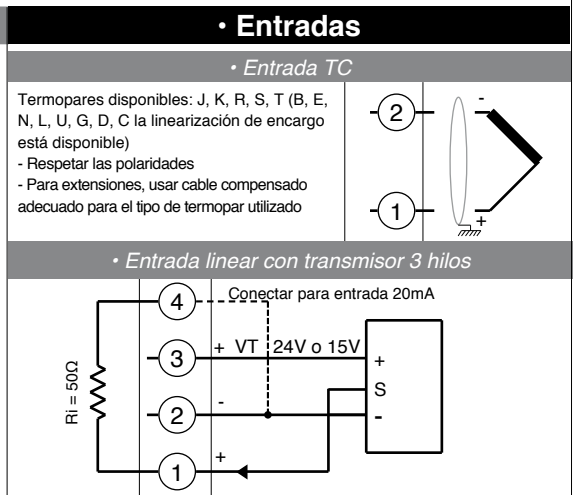 • Entradas
• Entrada TC
Termopares disponibles: J, K, R, S, T (B, E,
N, L, U, G, D, C la linearización de encargo
está disponible)
- Respetar las polaridades
- Para extensiones, usar cable compensado
adecuado para el tipo de termopar utilizado
2
-
1
+
• Entrada linear con transmisor 3 hilos
4
Conectar para entrada 20mA
3
+ VT 24V o 15V
+
S
-
Ri = 50Ω
2
-
1
+